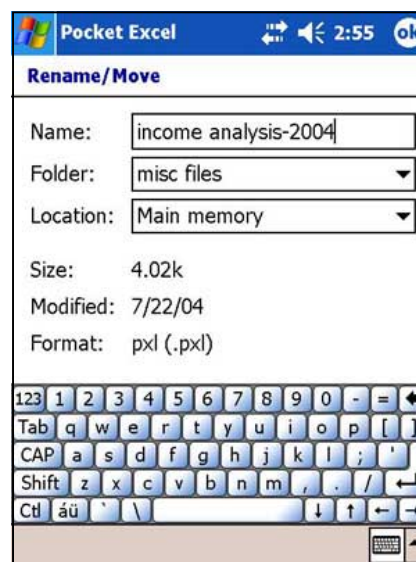 Pocket Excel 2:55 ok
Rename/Move
Name: income analysis-2004
Folder: misc files
Location: Main memory
Size: 4.02k
Modified: 7/22/04
Format: pxl (.pxl)
123 1 2 3 4 5 6 7 8 9 0 - =
Tab q w e r t y u i o p [ ]
CAP a s d f g h j k l ; '
Shift z x c v b n m , . /
Ctl áü ` \